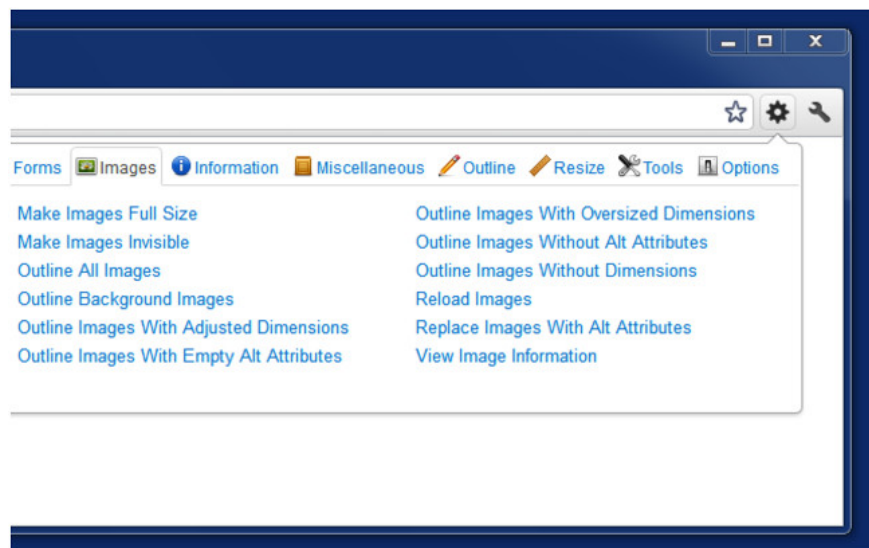 Forms Images Information Miscellaneous Outline Resize Tools Options
Make Images Full Size
Make Images Invisible
Outline All Images
Outline Background Images
Outline Images With Adjusted Dimensions
Outline Images With Empty Alt Attributes
Outline Images With Oversized Dimensions
Outline Images Without Alt Attributes
Outline Images Without Dimensions
Reload Images
Replace Images With Alt Attributes
View Image Information